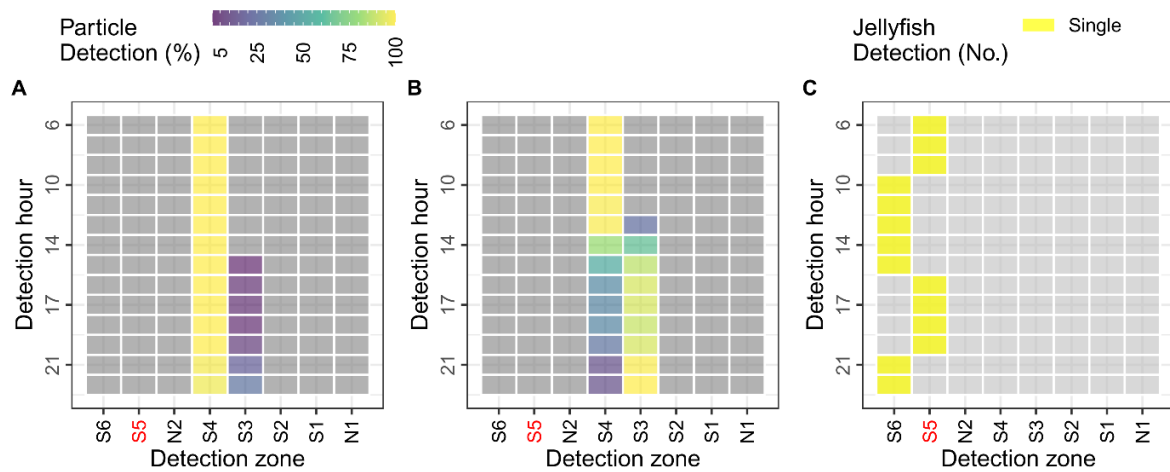 Particle
Detection (%)
5
25
50
75
100
Jellyfish
Detection (No.)
Single
A
B
C
Detection hour
6
10
14
17
21
S6
S5
N2
S4
S3
S2
S1
N1
Detection zone
Detection hour
6
10
14
17
21
S6
S5
N2
S4
S3
S2
S1
N1
Detection zone
Detection hour
6
10
14
17
21
S6
S5
N2
S4
S3
S2
S1
N1
Detection zone